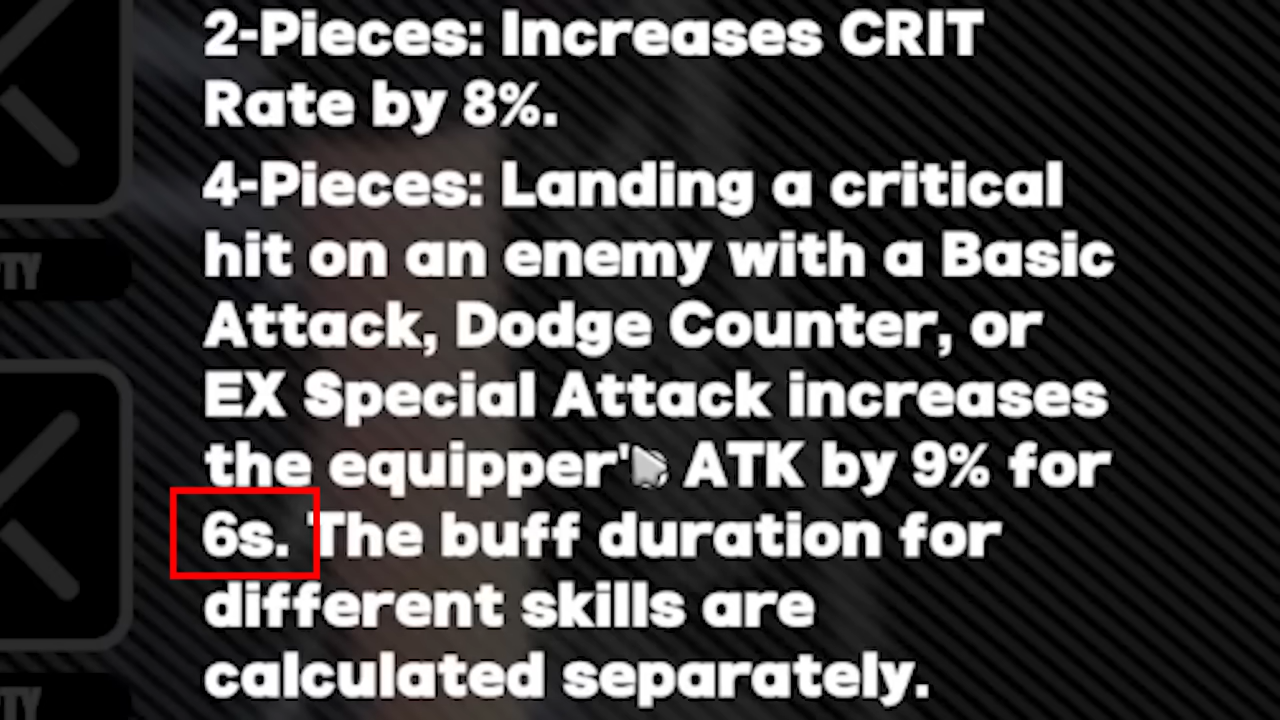 2-Pieces: Increases CRIT
Rate by 8%.
4-Pieces: Landing a critical
hit on an enemy with a Basic
Attack, Dodge Counter, or
EX Special Attack increases
the equipper' ATK by 9% for
6s. The buff duration for
different skills are
calculated separately.